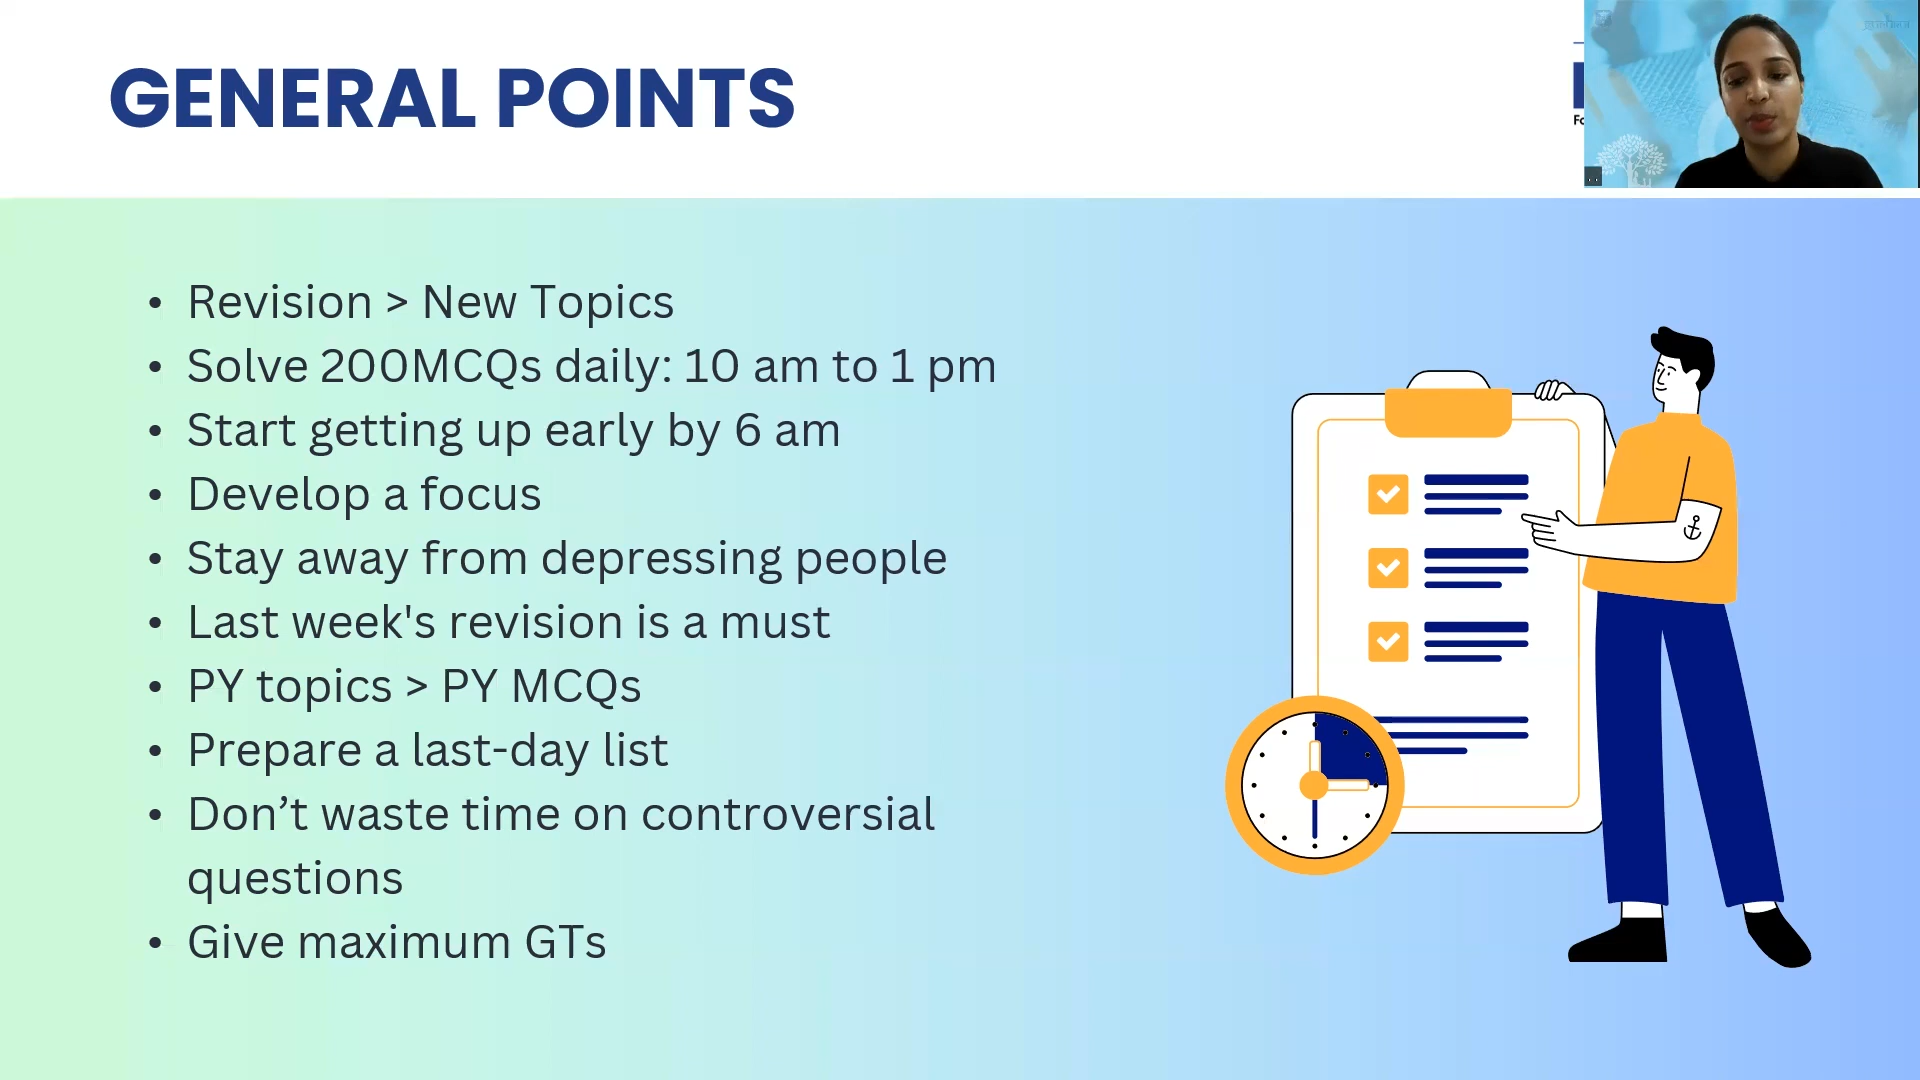 GENERAL POINTS
• Revision > New Topics
• Solve 200MCQs daily: 10 am to 1 pm
• Start getting up early by 6 am
• Develop a focus
• Stay away from depressing people
• Last week's revision is a must
• PY topics > PY MCQs
• Prepare a last-day list
• Don’t waste time on controversial
questions
• Give maximum GTs